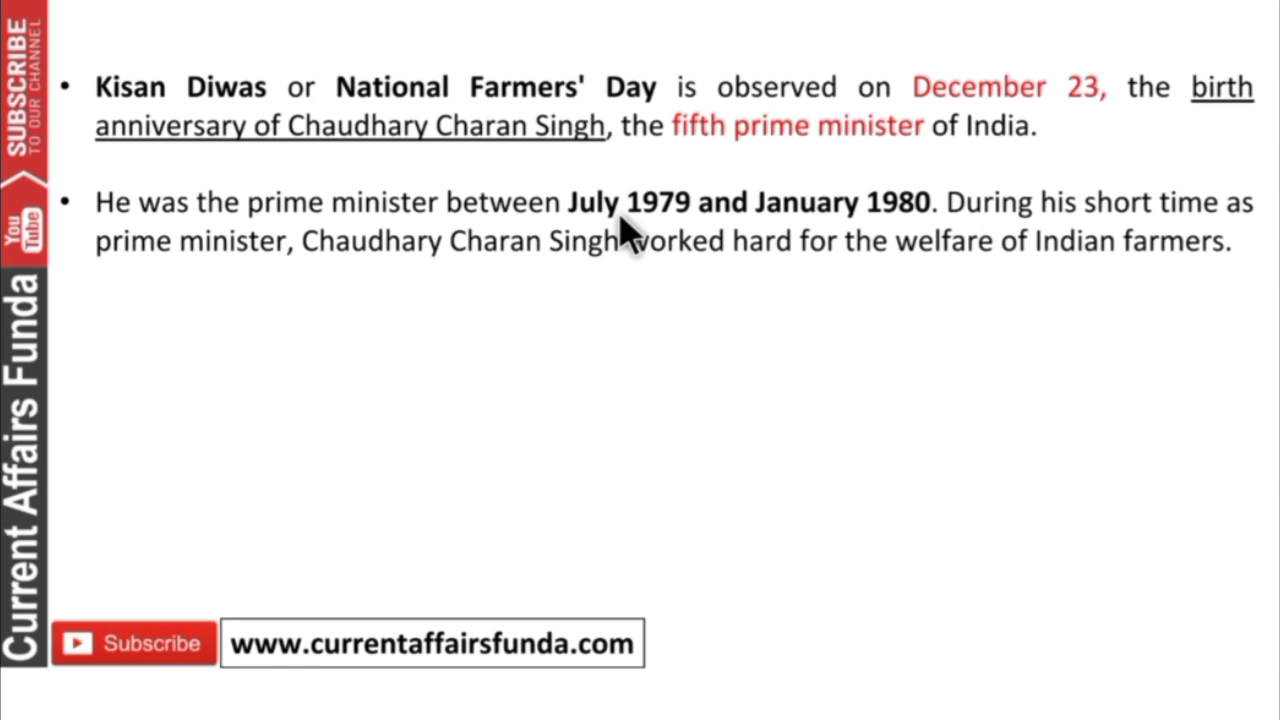 • Kisan Diwas or National Farmers' Day is observed on December 23, the birth
anniversary of Chaudhary Charan Singh, the fifth prime minister of India.
• He was the prime minister between July 1979 and January 1980. During his short time as
prime minister, Chaudhary Charan Singh worked hard for the welfare of Indian farmers.
SUBSCRIBE
TO OUR CHANNEL
You
Tube
Current Affairs Funda
Subscribe
www.currentaffairsfunda.com